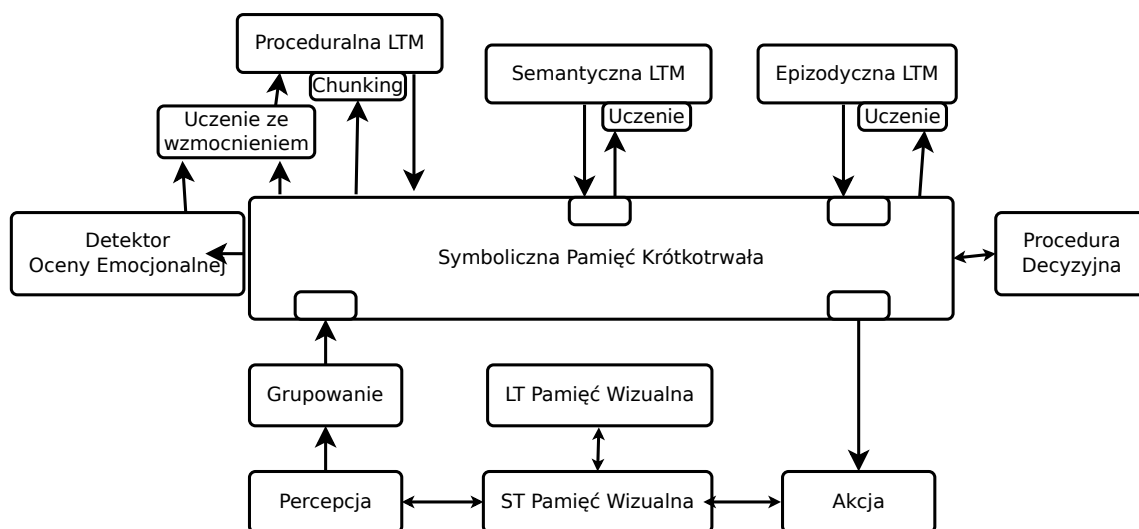 Proceduralna LTM
Semantyczna LTM
Epizodyczna LTM
Chunking
Uczenie ze
wzmocnieniem
Uczenie
Uczenie
Detektor
Oceny Emocjonalnej
Symboliczna Pamięć Krótkotrwała
Procedura
Decyzyjna
Grupowanie
LT Pamięć Wizualna
Percepcja
ST Pamięć Wizualna
Akcja